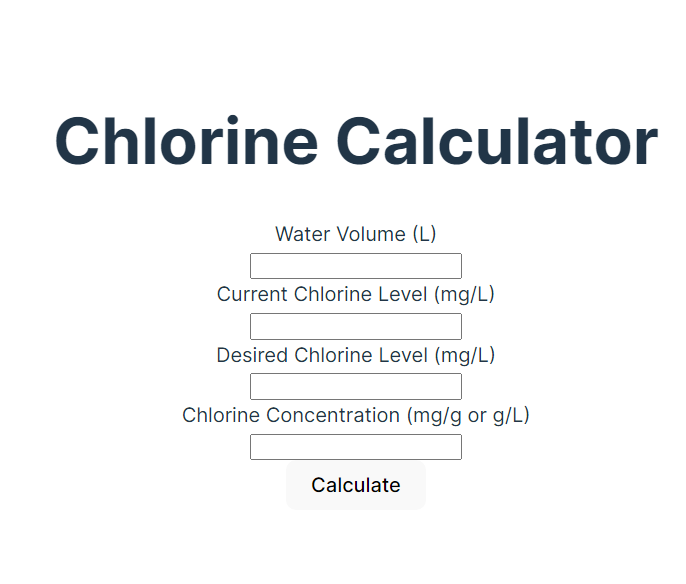 Chlorine Calculator
Water Volume (L)
Current Chlorine Level (mg/L)
Desired Chlorine Level (mg/L)
Chlorine Concentration (mg/g or g/L)
Calculate